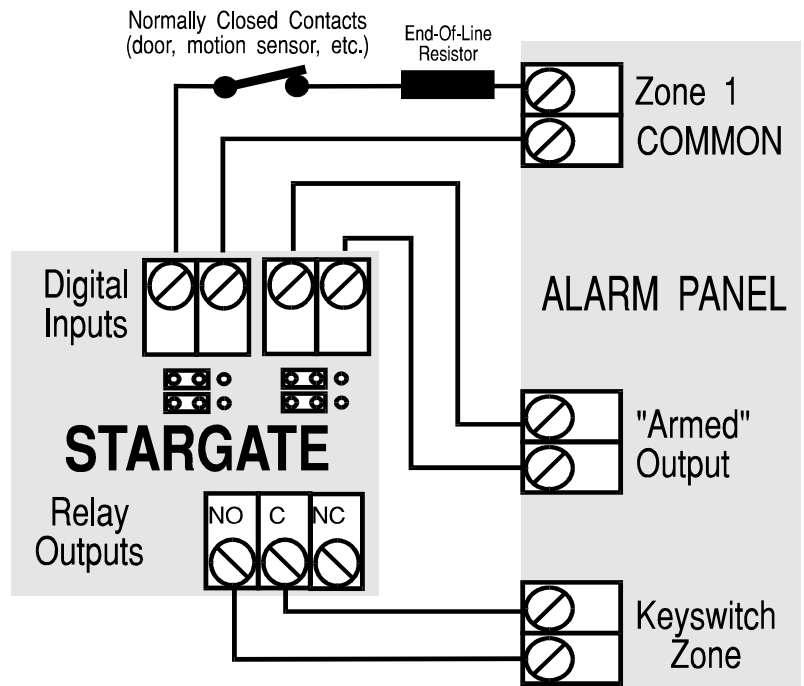 Normally Closed Contacts
(door, motion sensor, etc.)
End-Of-Line
Resistor
Zone 1
COMMON
Digital
Inputs
ALARM PANEL
STARGATE
"Armed"
Output
Relay
Outputs
NO C NC
Keyswitch
Zone